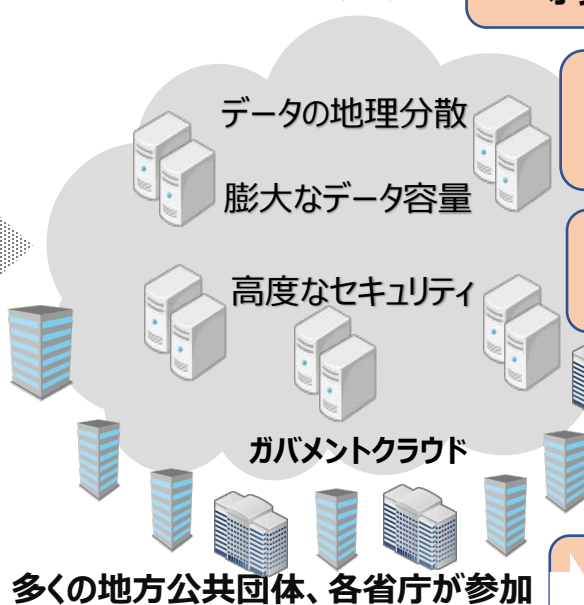 データの地理分散
膨大なデータ容量
高度なセキュリティ
ガバメントクラウド
多くの地方公共団体、各省庁が参加